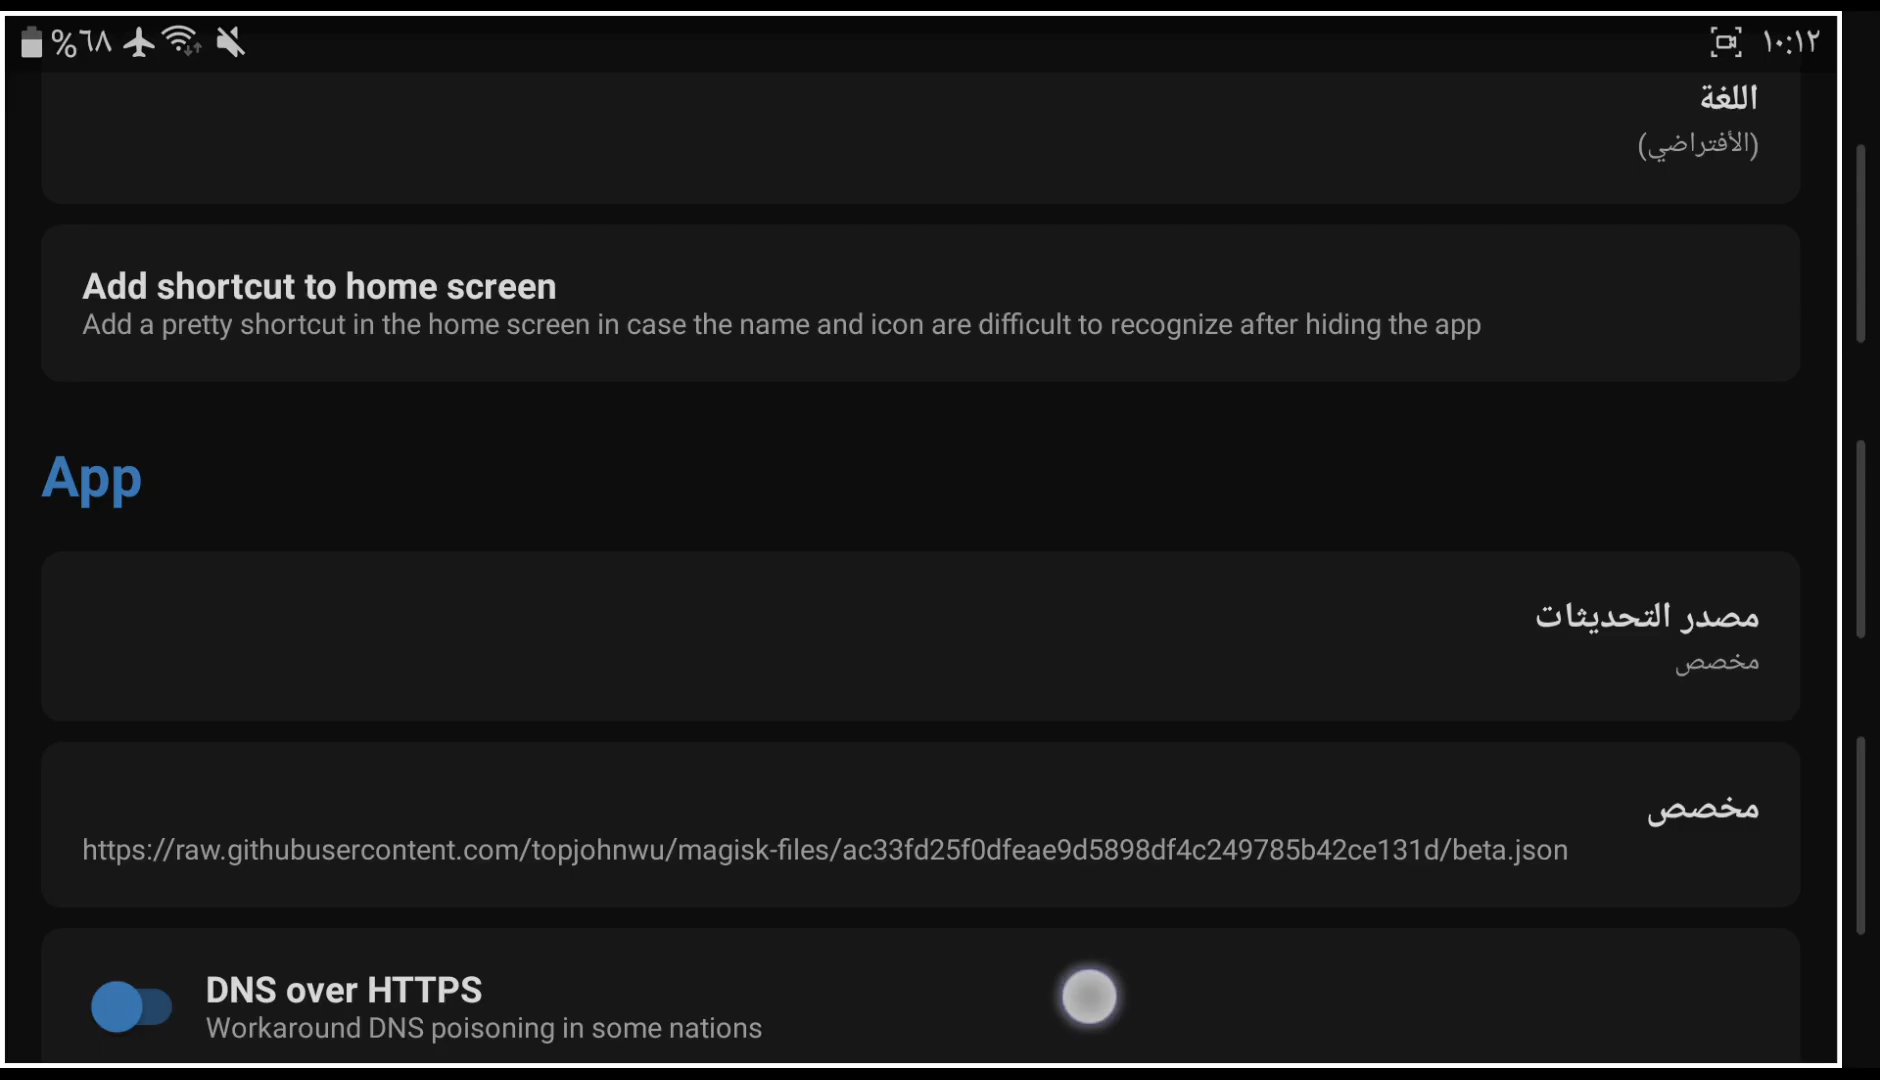 %٦٨
١٠:١٢
اللغة
(الأفتراضي)
Add shortcut to home screen
Add a pretty shortcut in the home screen in case the name and icon are difficult to recognize after hiding the app
App
مصدر التحديثات
مخصص
مخصص
https://raw.githubusercontent.com/topjohnwu/magisk-files/ac33fd25f0dfeae9d5898df4c249785b42ce131d/beta.json
DNS over HTTPS
Workaround DNS poisoning in some nations